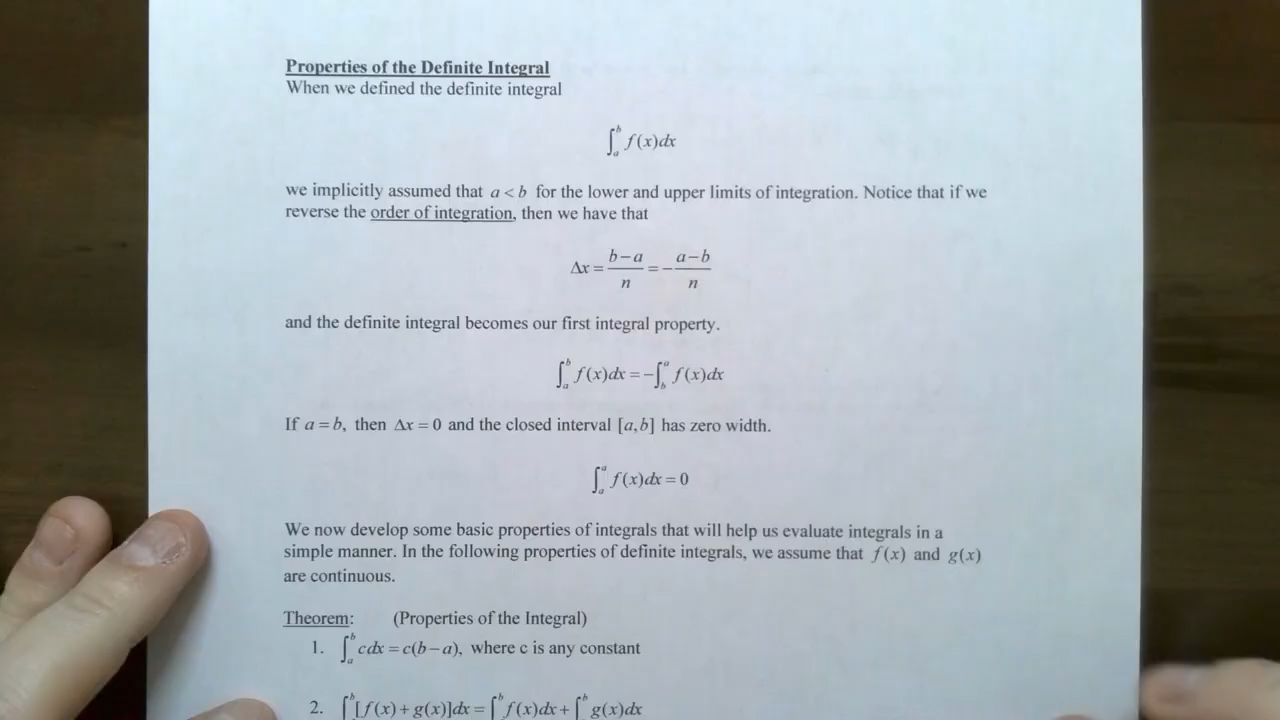 Properties of the Definite Integral
When we defined the definite integral
∫_a^b f(x)dx
we implicitly assumed that a < b for the lower and upper limits of integration. Notice that if we
reverse the order of integration, then we have that
Δx = (b−a)/n = −(a−b)/n
and the definite integral becomes our first integral property.
∫_a^b f(x)dx = −∫_b^a f(x)dx
If a = b, then Δx = 0 and the closed interval [a,b] has zero width.
∫_a^a f(x)dx = 0
We now develop some basic properties of integrals that will help us evaluate integrals in a
simple manner. In the following properties of definite integrals, we assume that f(x) and g(x)
are continuous.
Theorem: (Properties of the Integral)
1. ∫_a^b cdx = c(b−a), where c is any constant
2. ∫^b [f(x)+g(x)]dx = ∫^b f(x)dx + ∫^b g(x)dx